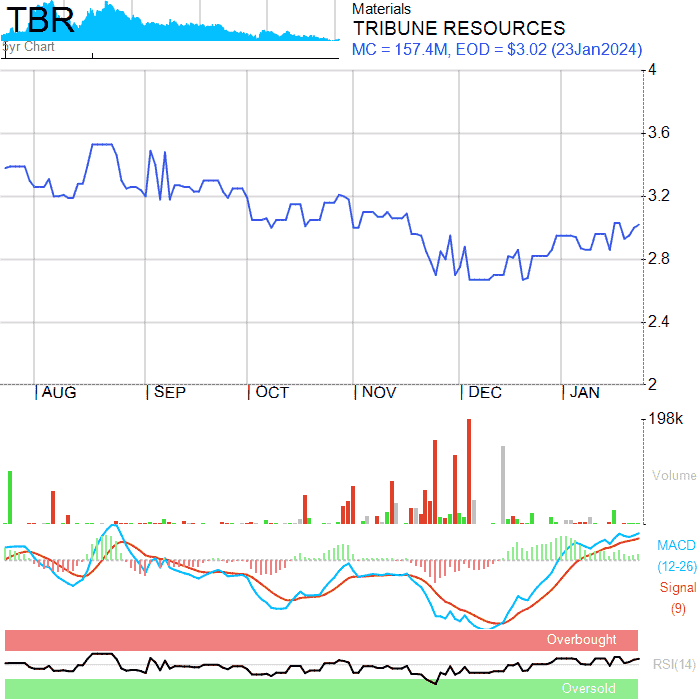 TBR
5yr Chart
Materials
TRIBUNE RESOURCES
MC = 157.4M, EOD = $3.02 (23Jan2024)
4
3.6
3.2
2.8
2.4
2
AUG SEP OCT NOV DEC JAN
198k
Volume
MACD
(12-26)
Signal
(9)
Overbought
RSI(14)
Oversold